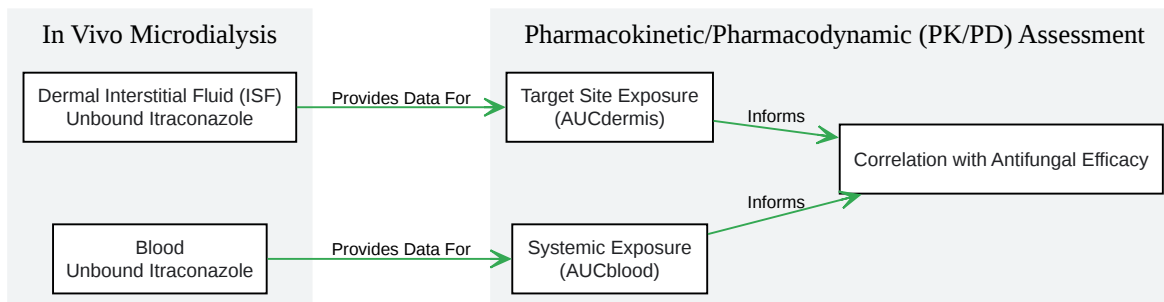 In Vivo Microdialysis
Pharmacokinetic/Pharmacodynamic (PK/PD) Assessment
Dermal Interstitial Fluid (ISF)
Unbound Itraconazole
Provides Data For
Target Site Exposure
(AUCdermis)
Informs
Correlation with Antifungal Efficacy
Blood
Unbound Itraconazole
Provides Data For
Systemic Exposure
(AUCblood)
Informs